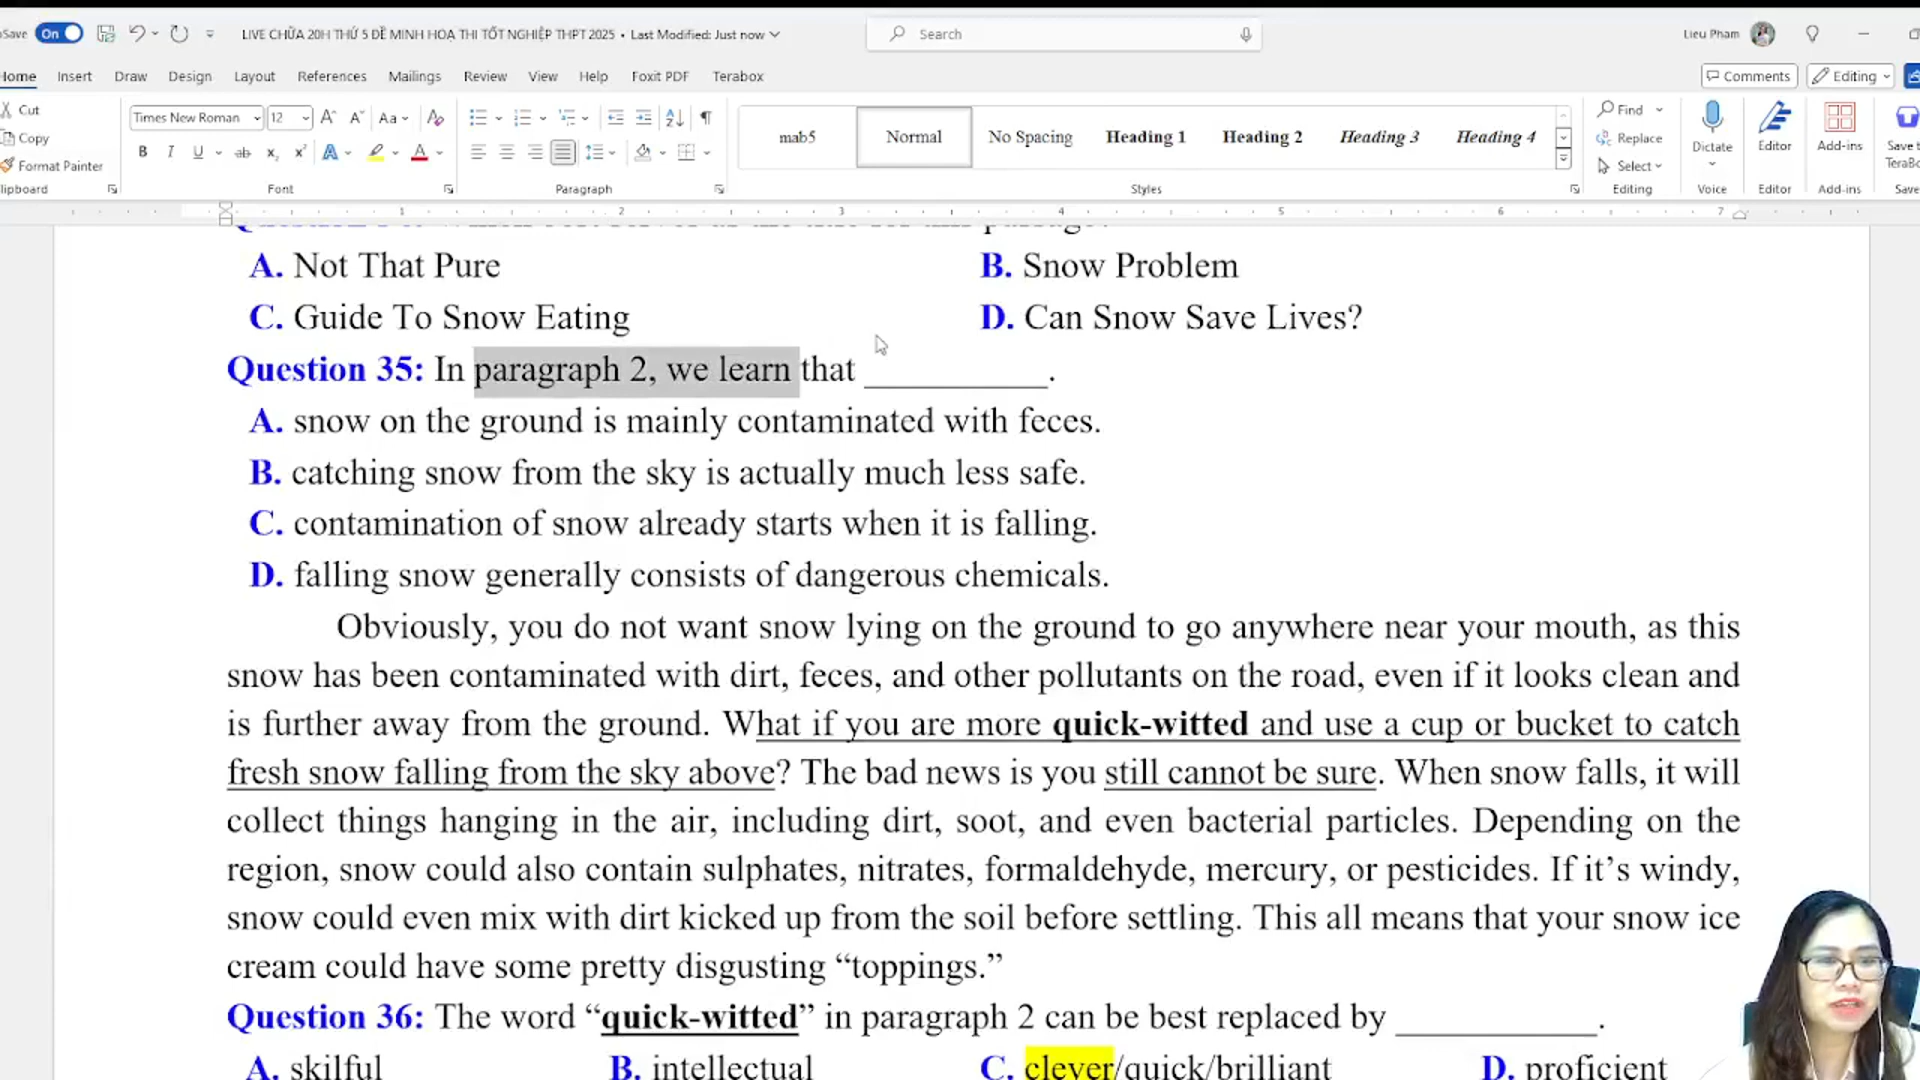 Save On LIVE CHỮA 20H THỨ 5 ĐỀ MINH HOẠ THI TỐT NGHIỆP THPT 2025 • Last Modified: Just now Search Lieu Pham
Home Insert Draw Design Layout References Mailings Review View Help Foxit PDF Terabox Comments Editing
Cut
Copy
Format Painter
Clipboard
Times New Roman 12
Font
Paragraph
mab5 Normal No Spacing Heading 1 Heading 2 Heading 3 Heading 4
Styles
Find
Replace
Select
Editing
Dictate
Voice
Editor
Editor
Add-ins
Add-ins
Save to
Save
1 2 3 4 5 6 7
A. Not That Pure B. Snow Problem
C. Guide To Snow Eating D. Can Snow Save Lives?
Question 35: In paragraph 2, we learn that ___________.
A. snow on the ground is mainly contaminated with feces.
B. catching snow from the sky is actually much less safe.
C. contamination of snow already starts when it is falling.
D. falling snow generally consists of dangerous chemicals.
Obviously, you do not want snow lying on the ground to go anywhere near your mouth, as this
snow has been contaminated with dirt, feces, and other pollutants on the road, even if it looks clean and
is further away from the ground. What if you are more quick-witted and use a cup or bucket to catch
fresh snow falling from the sky above? The bad news is you still cannot be sure. When snow falls, it will
collect things hanging in the air, including dirt, soot, and even bacterial particles. Depending on the
region, snow could also contain sulphates, nitrates, formaldehyde, mercury, or pesticides. If it’s windy,
snow could even mix with dirt kicked up from the soil before settling. This all means that your snow ice
cream could have some pretty disgusting “toppings.”
Question 36: The word “quick-witted” in paragraph 2 can be best replaced by ____________.
A. skilful B. intellectual C. clever/quick/brilliant D. proficient